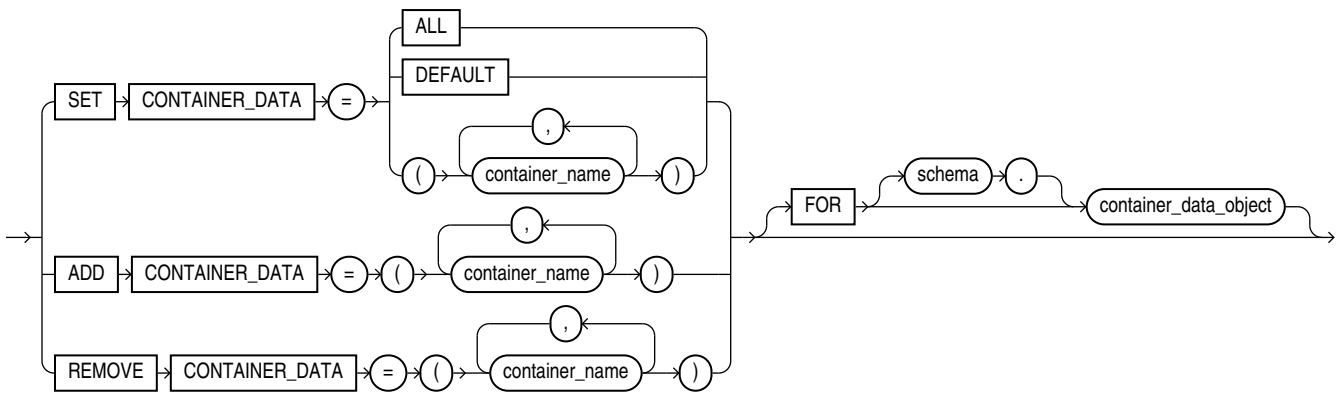 ALL
DEFAULT
SET CONTAINER_DATA =
,
( container_name )
schema .
FOR container_data_object
,
ADD CONTAINER_DATA = ( container_name )
,
REMOVE CONTAINER_DATA = ( container_name )